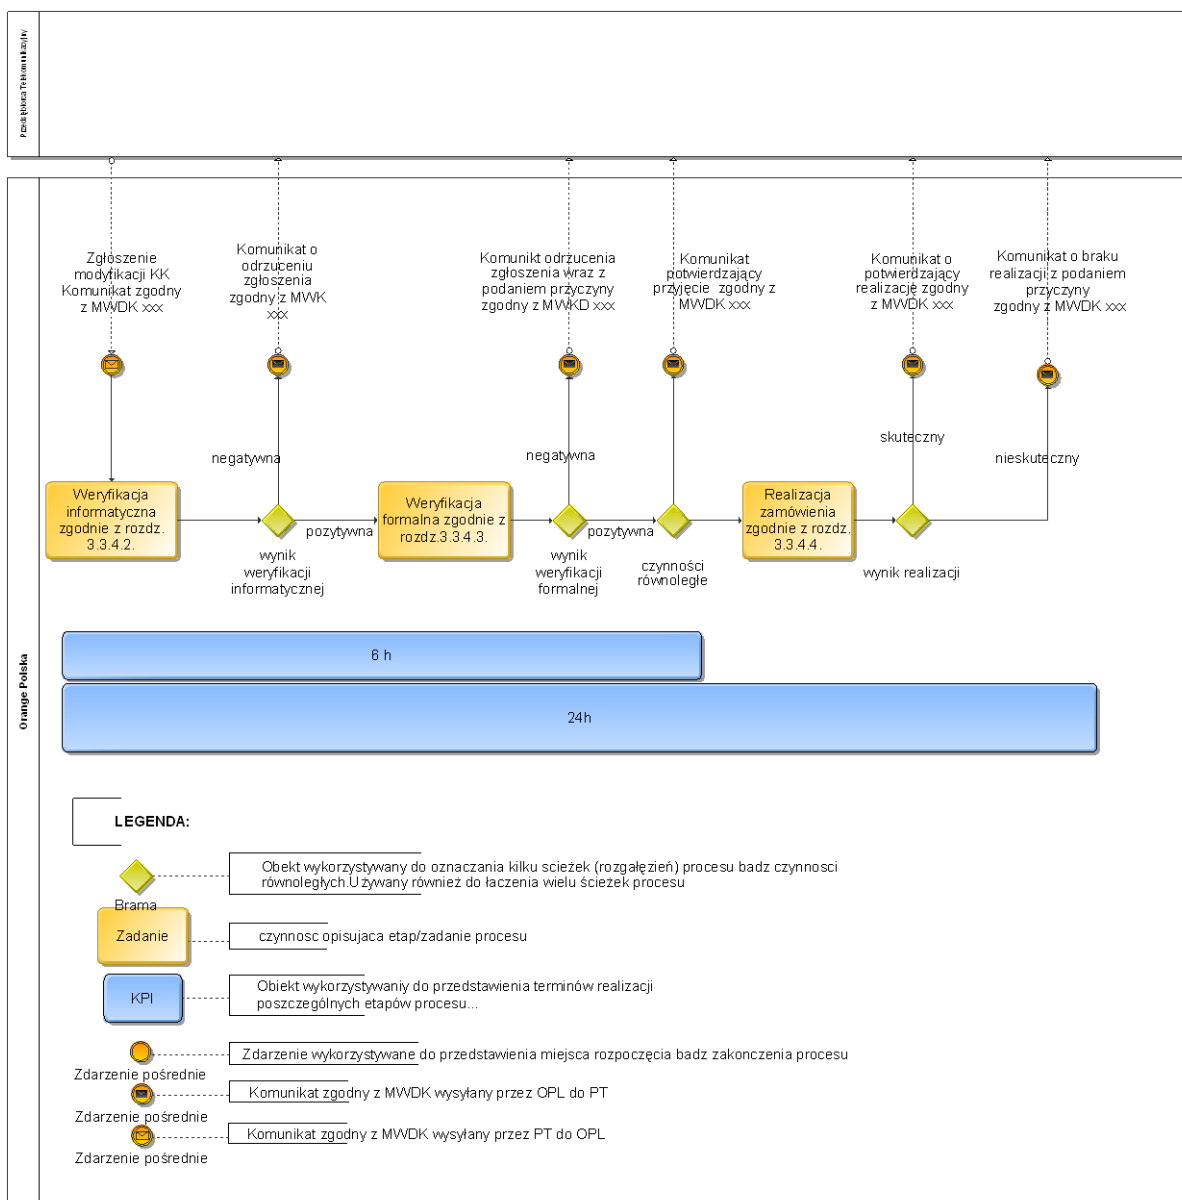 Przedsiębiorca Telekomunikacyjny
Zgłoszenie
modyfikacji KK
Komunikat zgodny
z MWDK xxx
Komunikat o
odrzuceniu
zgłoszenia
zgodny z MWK
xxx
Komunikt odrzucenia
zgłoszenia wraz z
podaniem przyczyny
zgodny z MWKD xxx
Komunikat
potwierdzający
przyjęcie zgodny z
MWDK xxx
Komunikat o
potwierdzający
realizację zgodny
z MWDK xxx
Komunikat o braku
realizacji z podaniem
przyczyny
zgodny z MWDK xxx
negatywna
negatywna
skuteczny
nieskuteczny
Weryfikacja
informatyczna
zgodnie z rozdz.
3.3.4.2.
pozytywna
wynik
weryfikacji
informatycznej
Weryfikacja
formalna zgodnie z
rozdz.3.3.4.3.
pozytywna
wynik
weryfikacji
formalnej
czynności
równoległe
Realizacja
zamówienia
zgodnie z rozdz.
3.3.4.4.
wynik realizacji
Orange Polska
6 h
24h
LEGENDA:
Brama
Obekt wykorzystywany do oznaczania kilku scieżek (rozgałęzień) procesu badz czynnosci
równoległych.Używany również do łaczenia wielu ścieżek procesu
Zadanie
czynnosc opisujaca etap/zadanie procesu
KPI
Obiekt wykorzystywaniy do przedstawienia terminów realizacji
poszczególnych etapów procesu...
Zdarzenie pośrednie
Zdarzenie wykorzystywane do przedstawienia miejsca rozpoczęcia badz zakonczenia procesu
Zdarzenie pośrednie
Komunikat zgodny z MWDK wysyłany przez OPL do PT
Zdarzenie pośrednie
Komunikat zgodny z MWDK wysyłany przez PT do OPL